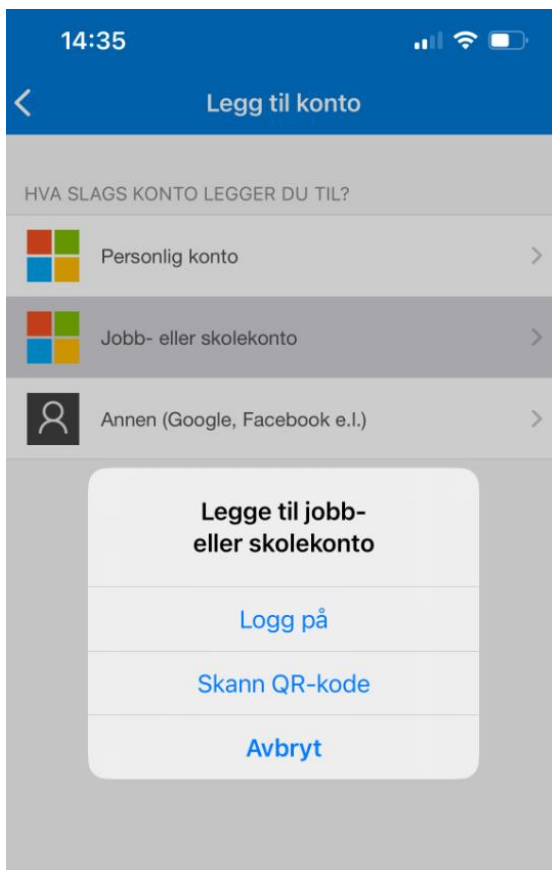 14:35
Legg til konto
HVA SLAGS KONTO LEGGER DU TIL?
Personlig konto
Jobb- eller skolekonto
Annen (Google, Facebook e.l.)
Legge til jobb-
eller skolekonto
Logg på
Skann QR-kode
Avbryt